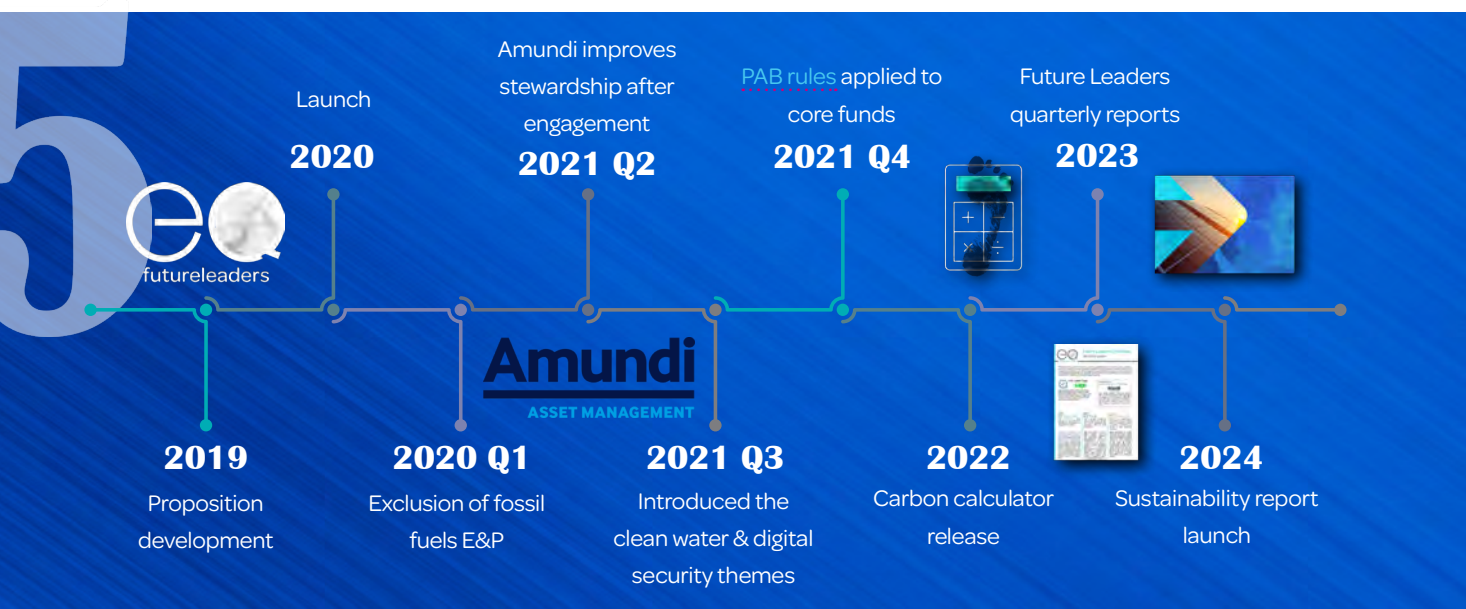 5
eQ
futureleaders
2019
Proposition
development
Launch
2020
2020 Q1
Exclusion of fossil
fuels E&P
Amundi improves
stewardship after
engagement
2021 Q2
Amundi
ASSET MANAGEMENT
2021 Q3
Introduced the
clean water & digital
security themes
PAB rules applied to
core funds
2021 Q4
2022
Carbon calculator
release
+ −
× ÷
Future Leaders
quarterly reports
2023
eQ
2024
Sustainability report
launch